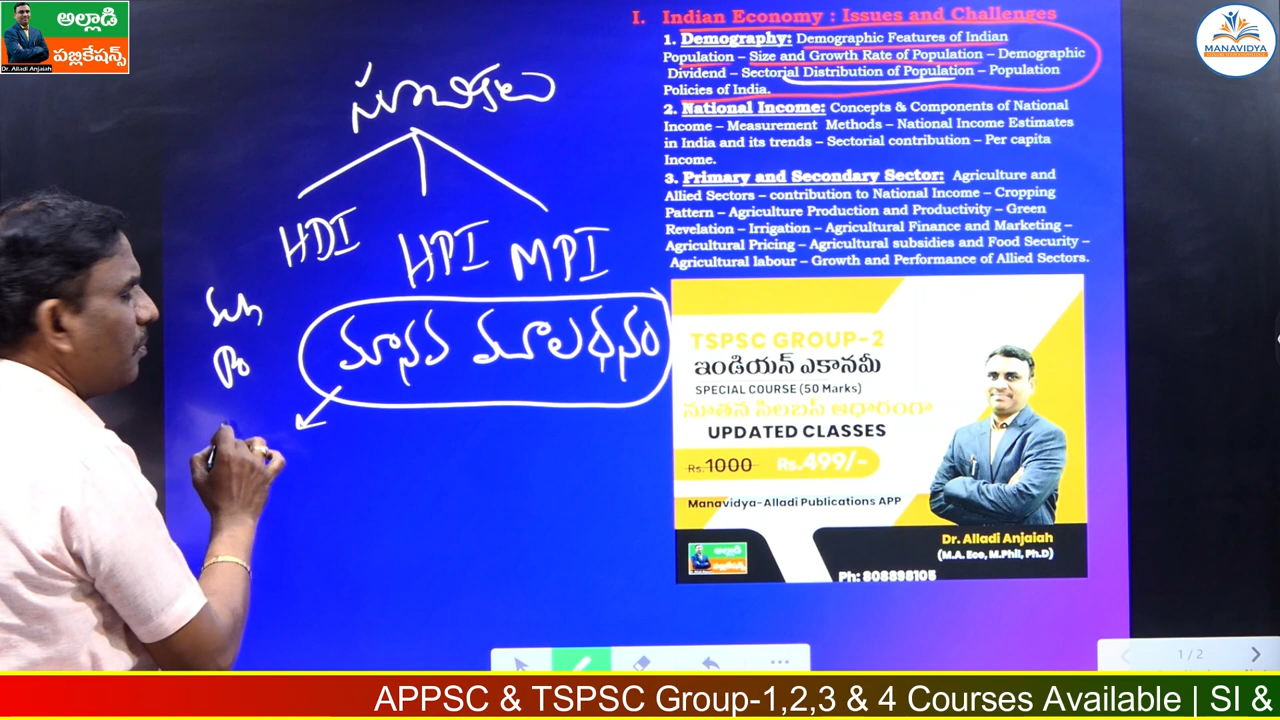 అల్లాడి
పబ్లికేషన్స్
Dr. Alladi Anjaiah
MANAVIDYA
I. Indian Economy : Issues and Challenges
1. Demography: Demographic Features of Indian
Population – Size and Growth Rate of Population – Demographic
Dividend – Sectorial Distribution of Population – Population
Policies of India.
2. National Income: Concepts & Components of National
Income – Measurement Methods – National Income Estimates
in India and its trends – Sectorial contribution – Per capita
Income.
3. Primary and Secondary Sector: Agriculture and
Allied Sectors – contribution to National Income – Cropping
Pattern – Agriculture Production and Productivity – Green
Revelation – Irrigation – Agricultural Finance and Marketing –
Agricultural Pricing – Agricultural subsidies and Food Security –
Agricultural labour – Growth and Performance of Allied Sectors.
సూచికలు
HDI HPI MPI
మానవ మూలధనం
TSPSC GROUP-2
ఇండియన్ ఎకానమీ
SPECIAL COURSE (50 Marks)
నూతన సిలబస్ ఆధారంగా
UPDATED CLASSES
Rs.1000 Rs.499/-
Manavidya-Alladi Publications APP
Dr. Alladi Anjaiah
(M.A. Eco, M.Phil, Ph.D)
అల్లాడి
Ph: 808898105
1 / 2
APPSC & TSPSC Group-1,2,3 & 4 Courses Available | SI &